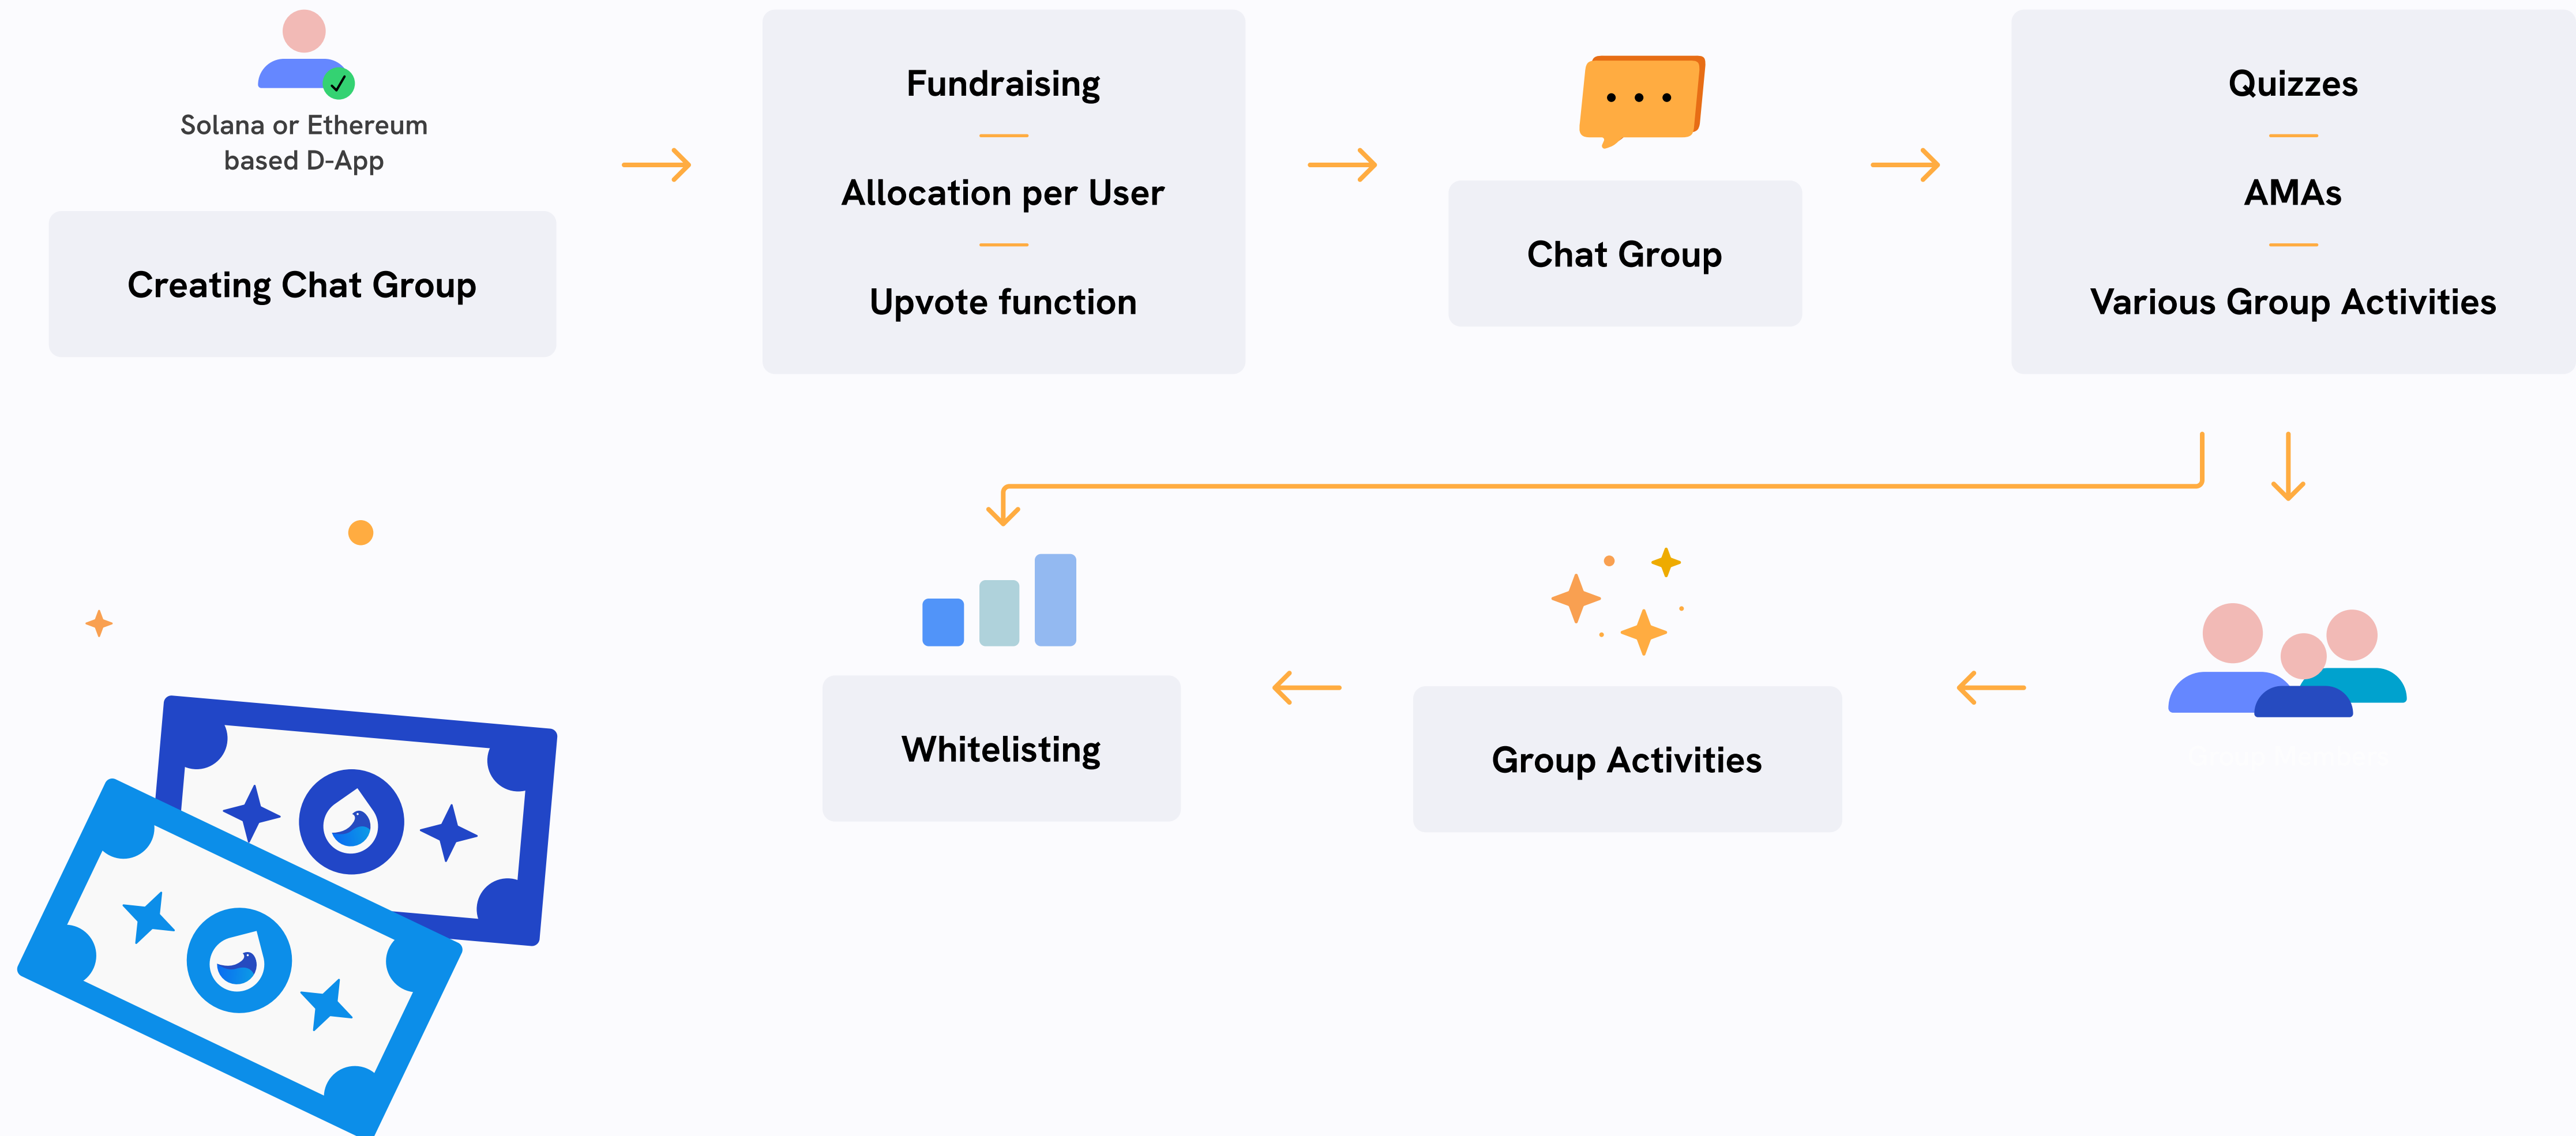 Solana or Ethereum
based D-App
Creating Chat Group
Fundraising
Allocation per User
Upvote function
Chat Group
Quizzes
AMAs
Various Group Activities
Whitelisting
Group Activities